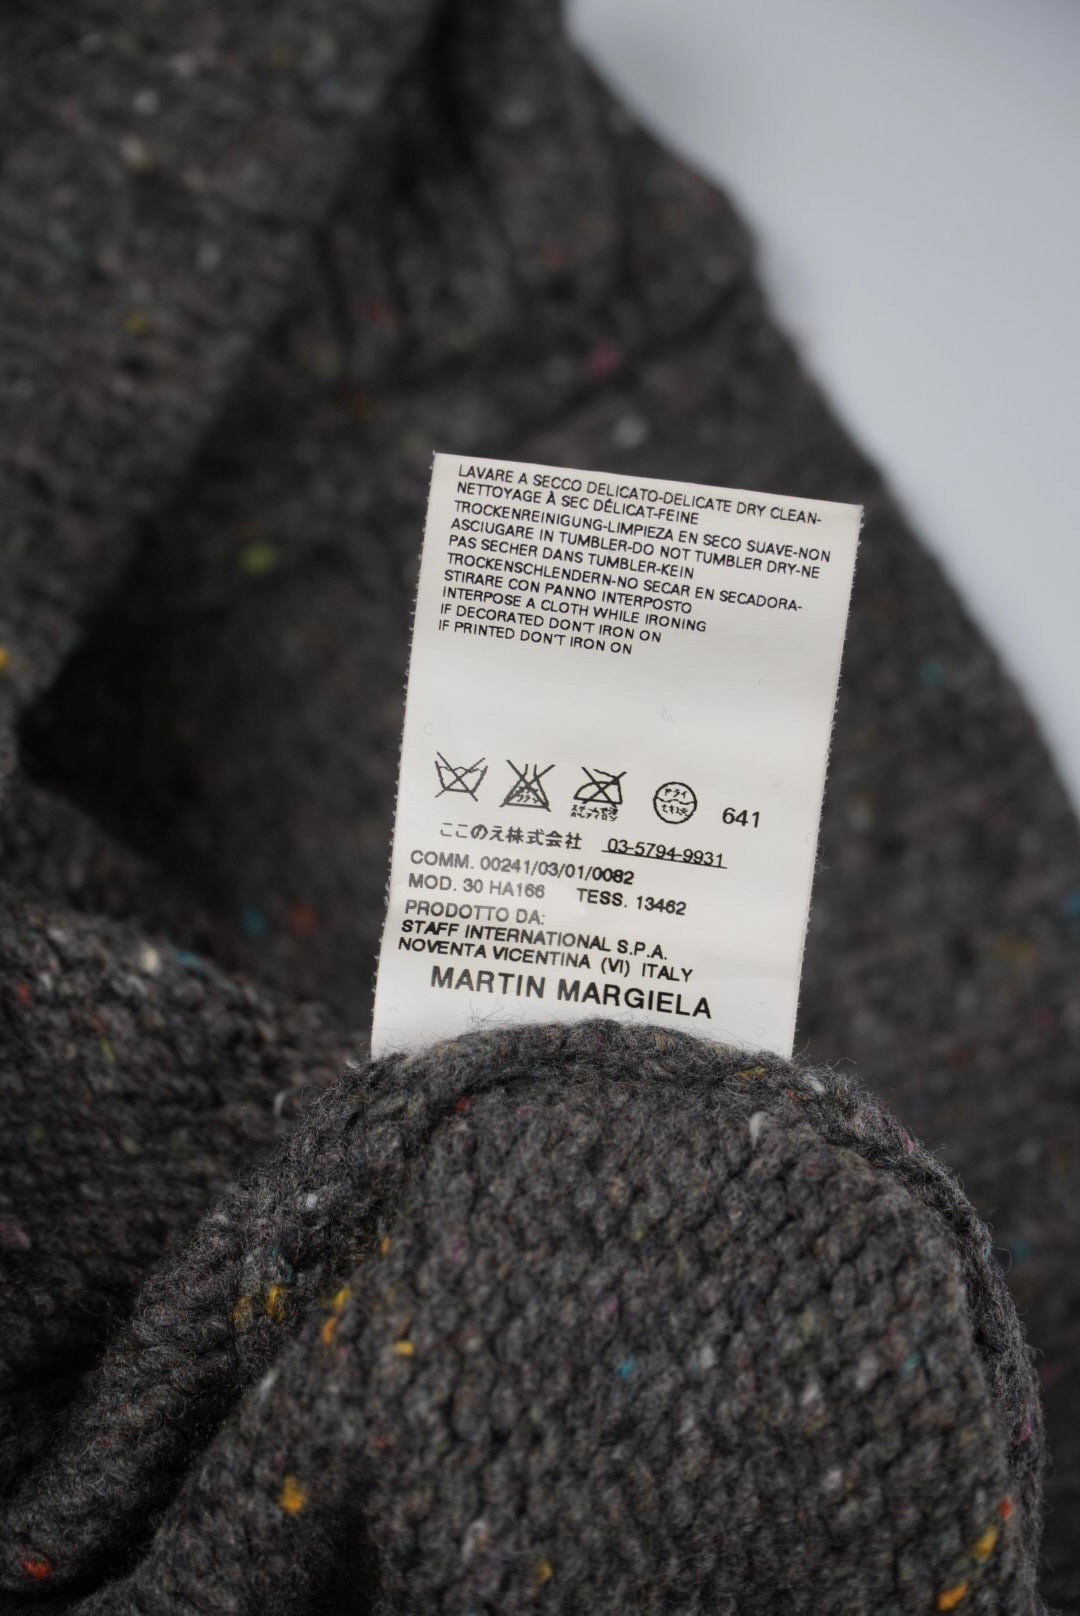 LAVARE A SECCO DELICATO-DELICATE DRY CLEAN-
NETTOYAGE À SEC DÉLICAT-FEINE
TROCKENREINIGUNG-LIMPIEZA EN SECO SUAVE-NON
ASCIUGARE IN TUMBLER-DO NOT TUMBLER DRY-NE
PAS SECHER DANS TUMBLER-KEIN
TROCKENSCHLENDERN-NO SECAR EN SECADORA-
STIRARE CON PANNO INTERPOSTO
INTERPOSE A CLOTH WHILE IRONING
IF DECORATED DON'T IRON ON
IF PRINTED DON'T IRON ON
ドライ
641
ここのえ株式会社 03-5794-9931
COMM. 00241/03/01/0082
MOD. 30 HA166 TESS. 13462
PRODOTTO DA:
STAFF INTERNATIONAL S.P.A.
NOVENTA VICENTINA (VI) ITALY
MARTIN MARGIELA